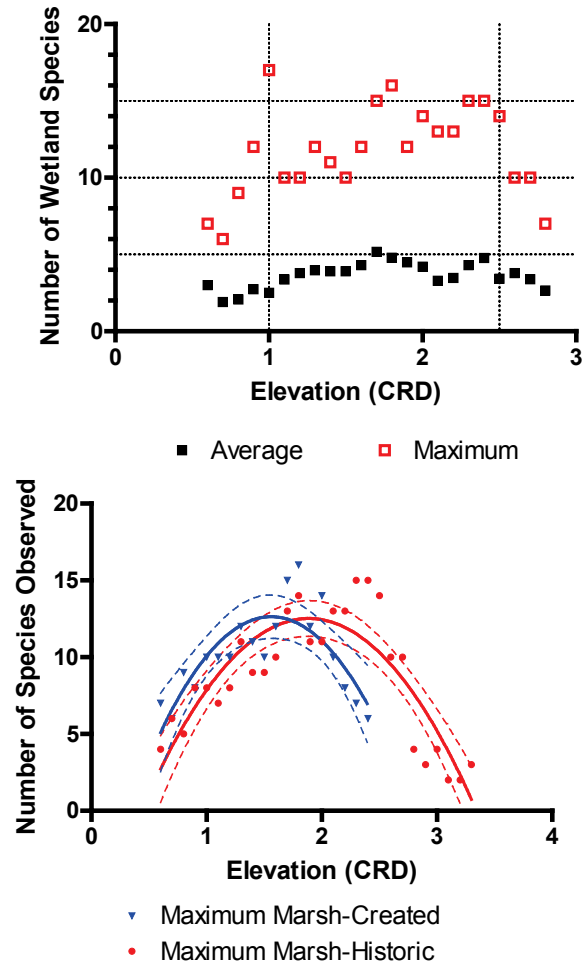 Number of Wetland Species
20
10
0
0 1 2 3
Elevation (CRD)
Average Maximum
Number of Species Observed
20
15
10
5
0
0 1 2 3 4
Elevation (CRD)
Maximum Marsh-Created
Maximum Marsh-Historic